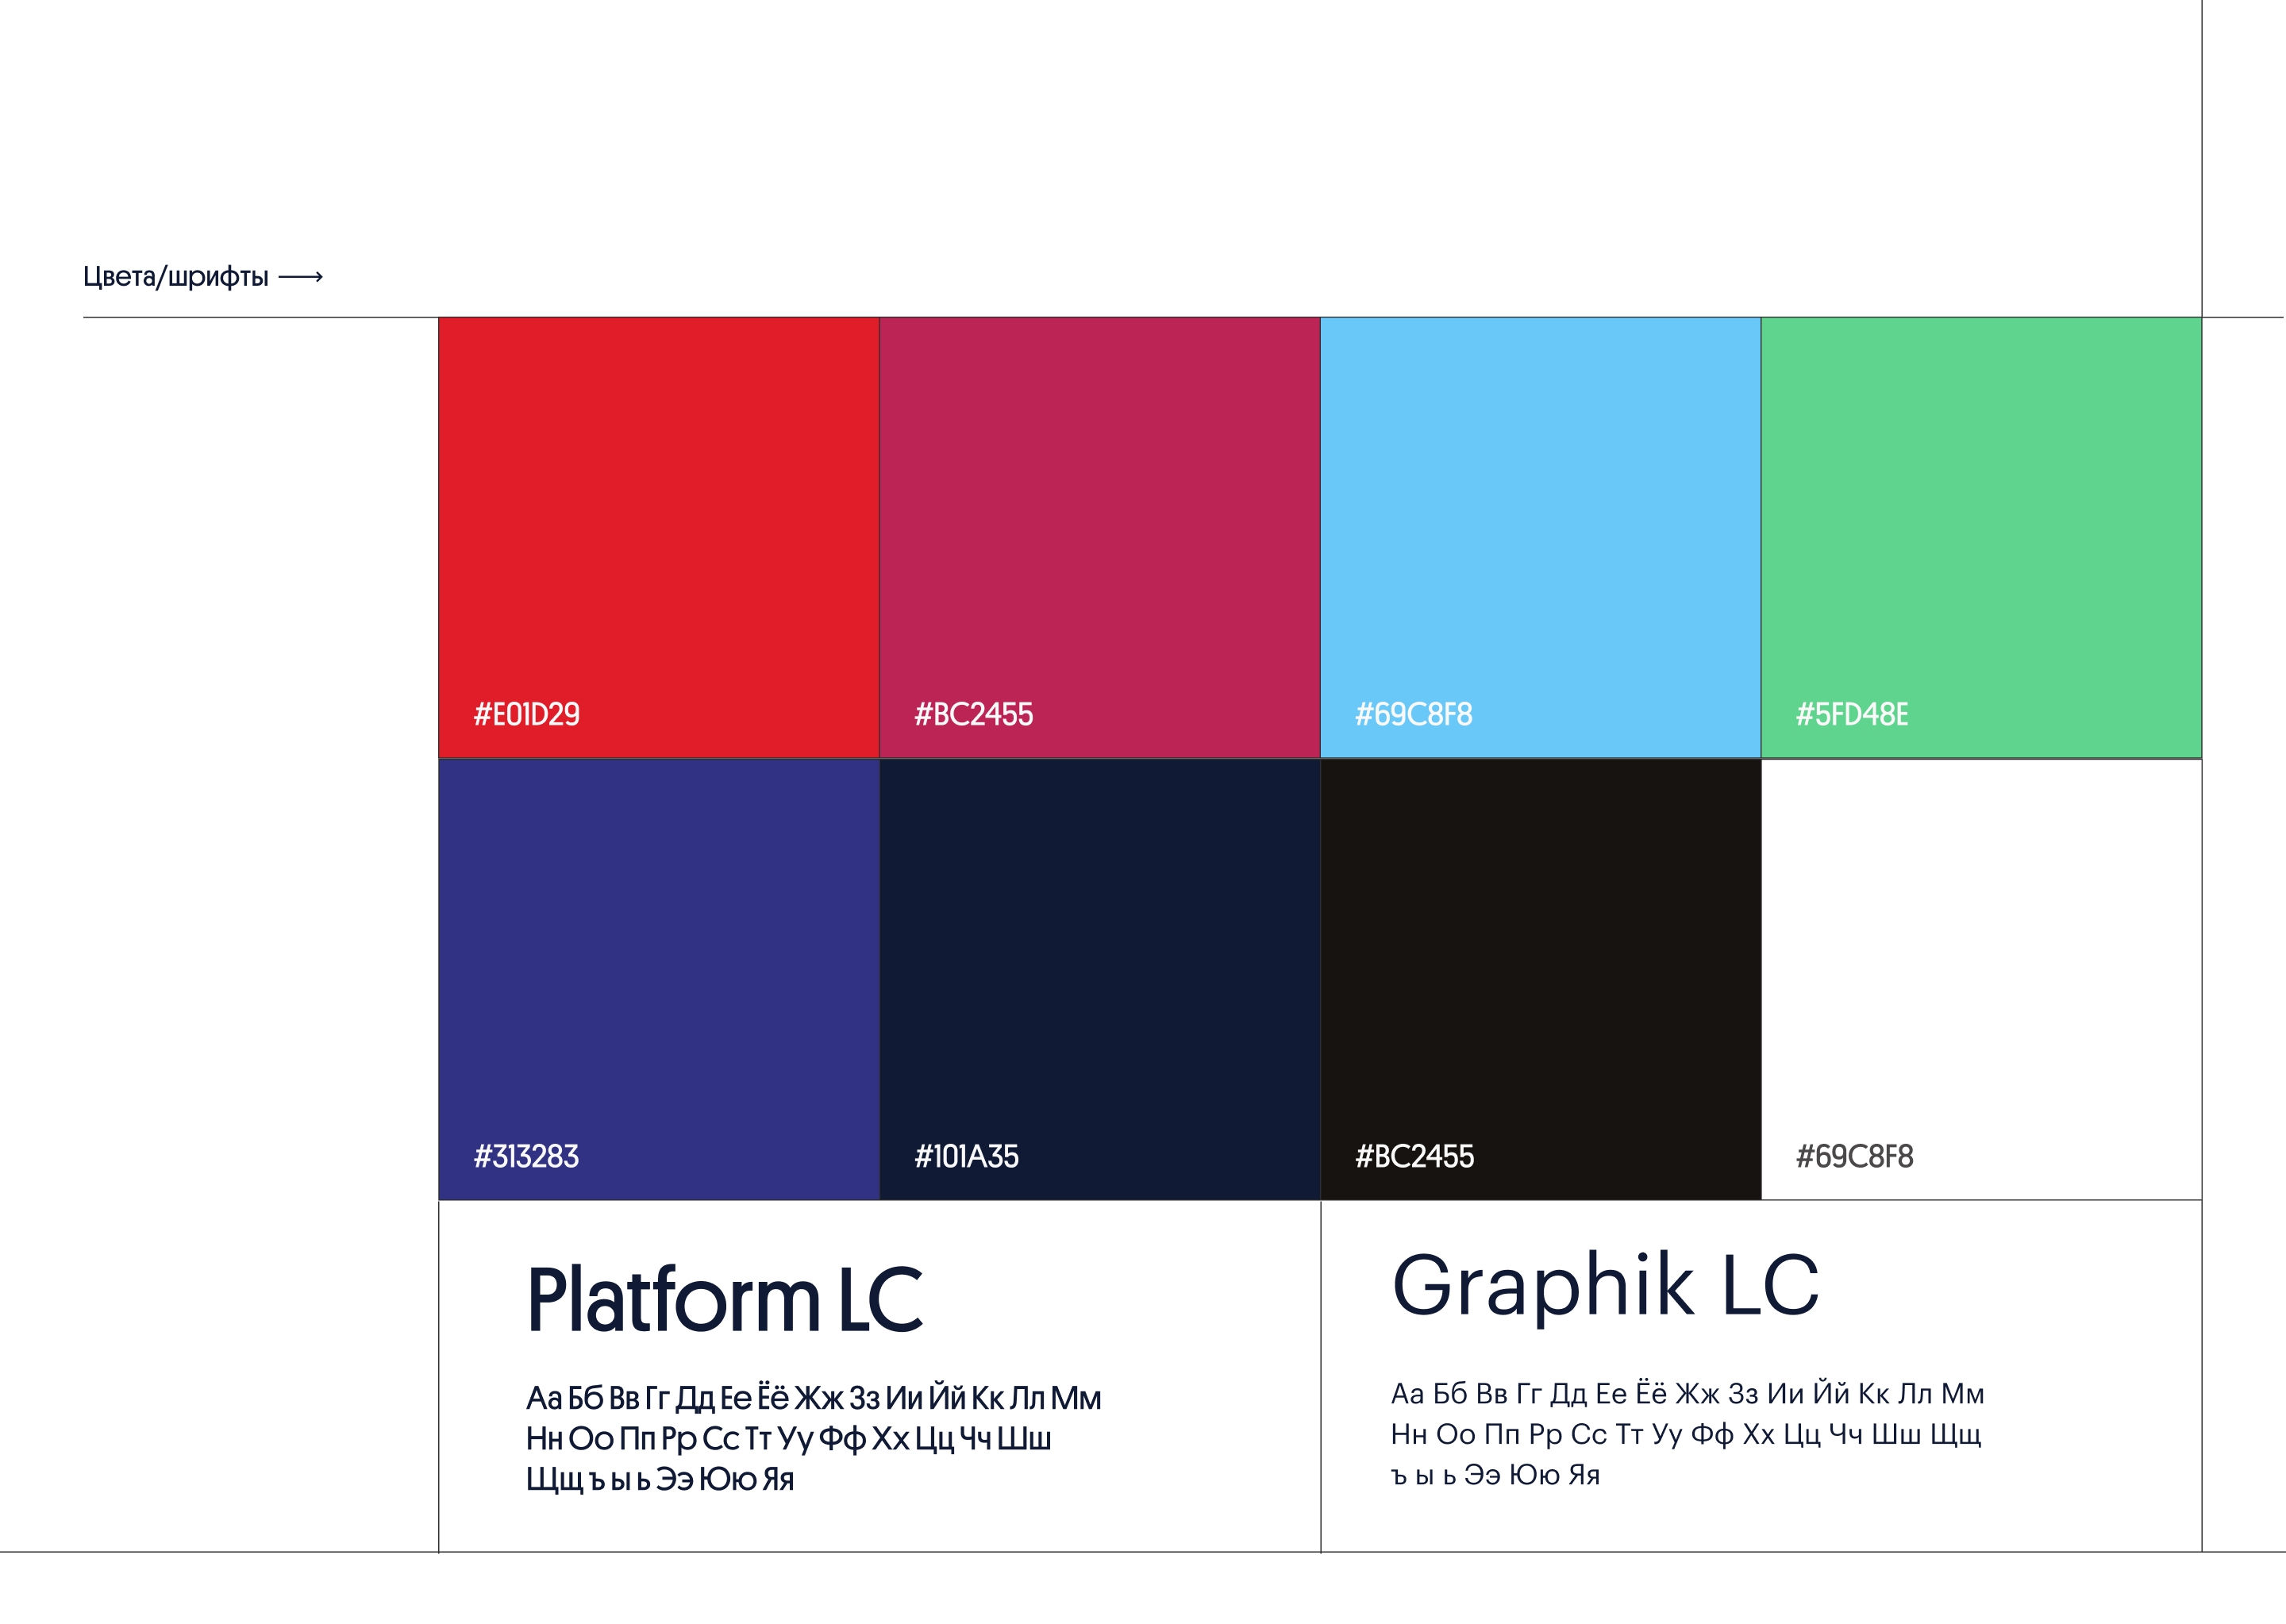 Цвета/шрифты
#E01D29
#BC2455
#69C8F8
#5FD48E
#313283
#101A35
#BC2455
#69C8F8
Platform LC
Аа Бб Вв Гг Дд Ее Ёё Жж Зз Ии Йй Кк Лл Мм
Нн Оо Пп Рр Сс Тт Уу Фф Хх Цц Чч Шш
Щщ ъ ы ь Ээ Юю Яя
Graphik LC
Аа Бб Вв Гг Дд Ее Ёё Жж Зз Ии Йй Кк Лл Мм
Нн Оо Пп Рр Сс Тт Уу Фф Хх Цц Чч Шш Щщ
ъ ы ь Ээ Юю Яя